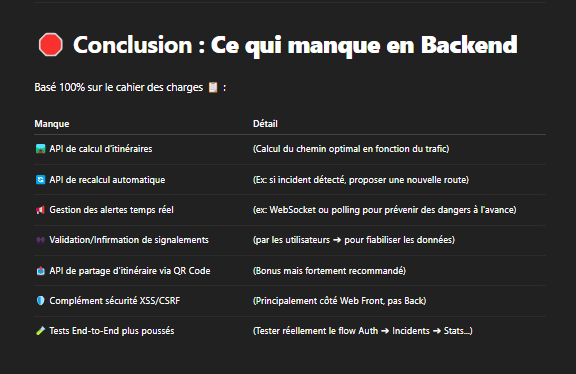 🛑 Conclusion : Ce qui manque en Backend
Basé 100% sur le cahier des charges 📋 :
Manque Détail
🛣️ API de calcul d'itinéraires (Calcul du chemin optimal en fonction du trafic)
🔄 API de recalcul automatique (Ex: si incident détecté, proposer une nouvelle route)
📢 Gestion des alertes temps réel (ex: WebSocket ou polling pour prévenir des dangers à l'avance)
👥 Validation/Infirmation de signalements (par les utilisateurs ➔ pour fiabiliser les données)
📤 API de partage d'itinéraire via QR Code (Bonus mais fortement recommandé)
🛡️ Complément sécurité XSS/CSRF (Principalement côté Web Front, pas Back)
🧪 Tests End-to-End plus poussés (Tester réellement le flow Auth ➔ Incidents ➔ Stats...)